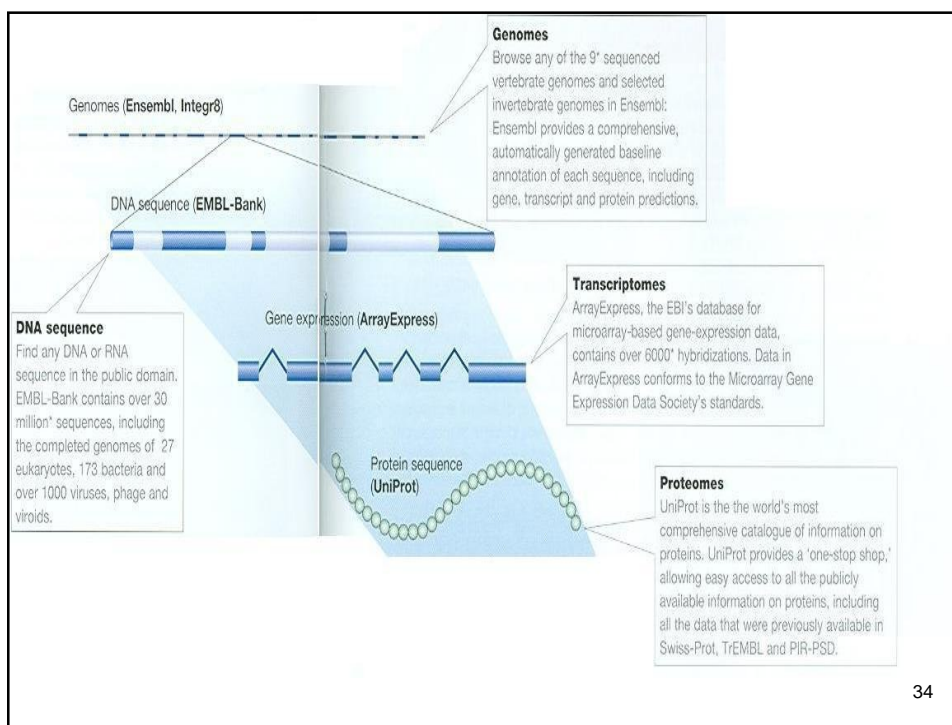 Genomes
Browse any of the 9* sequenced
vertebrate genomes and selected
invertebrate genomes in Ensembl:
Ensembl provides a comprehensive,
automatically generated baseline
annotation of each sequence, including
gene, transcript and protein predictions.
Genomes (Ensembl, Integr8)
DNA sequence (EMBL-Bank)
DNA sequence
Find any DNA or RNA
sequence in the public domain.
EMBL-Bank contains over 30
million* sequences, including
the completed genomes of 27
eukaryotes, 173 bacteria and
over 1000 viruses, phage and
viroids.
Gene expression (ArrayExpress)
Transcriptomes
ArrayExpress, the EBI's database for
microarray-based gene-expression data,
contains over 6000* hybridizations. Data in
ArrayExpress conforms to the Microarray Gene
Expression Data Society's standards.
Protein sequence
(UniProt)
Proteomes
UniProt is the the world's most
comprehensive catalogue of information on
proteins. UniProt provides a 'one-stop shop,'
allowing easy access to all the publicly
available information on proteins, including
all the data that were previously available in
Swiss-Prot, TrEMBL and PIR-PSD.
34